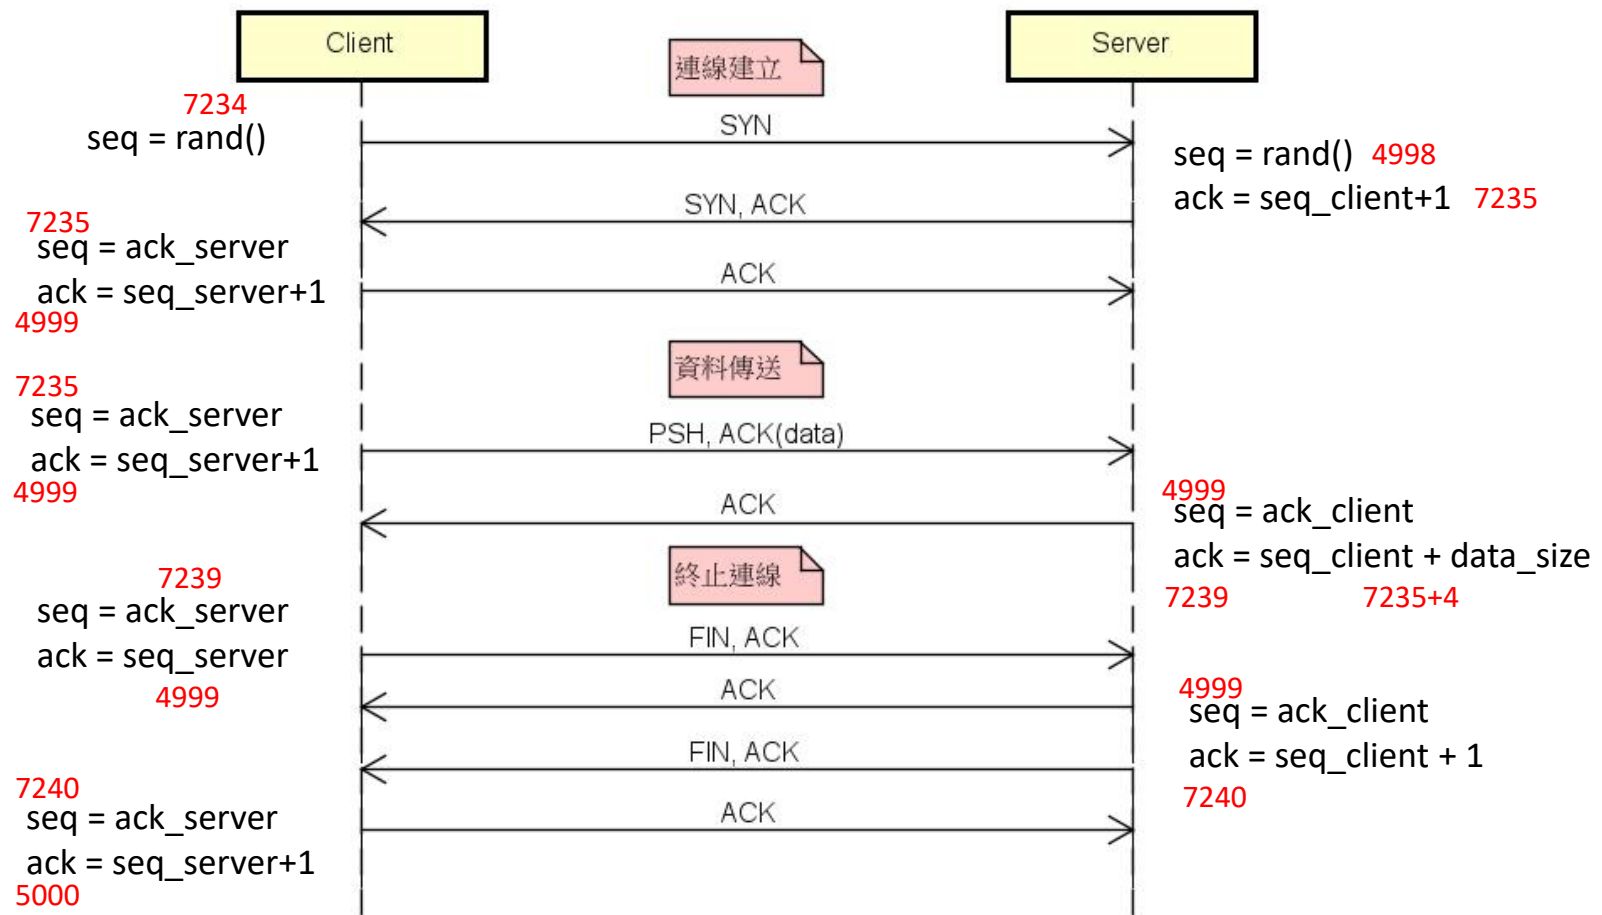 Client
Server
連線建立
7234
seq = rand()
SYN
seq = rand() 4998
ack = seq_client+1 7235
SYN, ACK
7235
seq = ack_server
ack = seq_server+1
4999
ACK
資料傳送
7235
seq = ack_server
ack = seq_server+1
4999
PSH, ACK(data)
ACK
4999
seq = ack_client
ack = seq_client + data_size
7239 7235+4
終止連線
7239
seq = ack_server
ack = seq_server
4999
FIN, ACK
ACK
4999
seq = ack_client
ack = seq_client + 1
7240
FIN, ACK
7240
seq = ack_server
ack = seq_server+1
5000
ACK